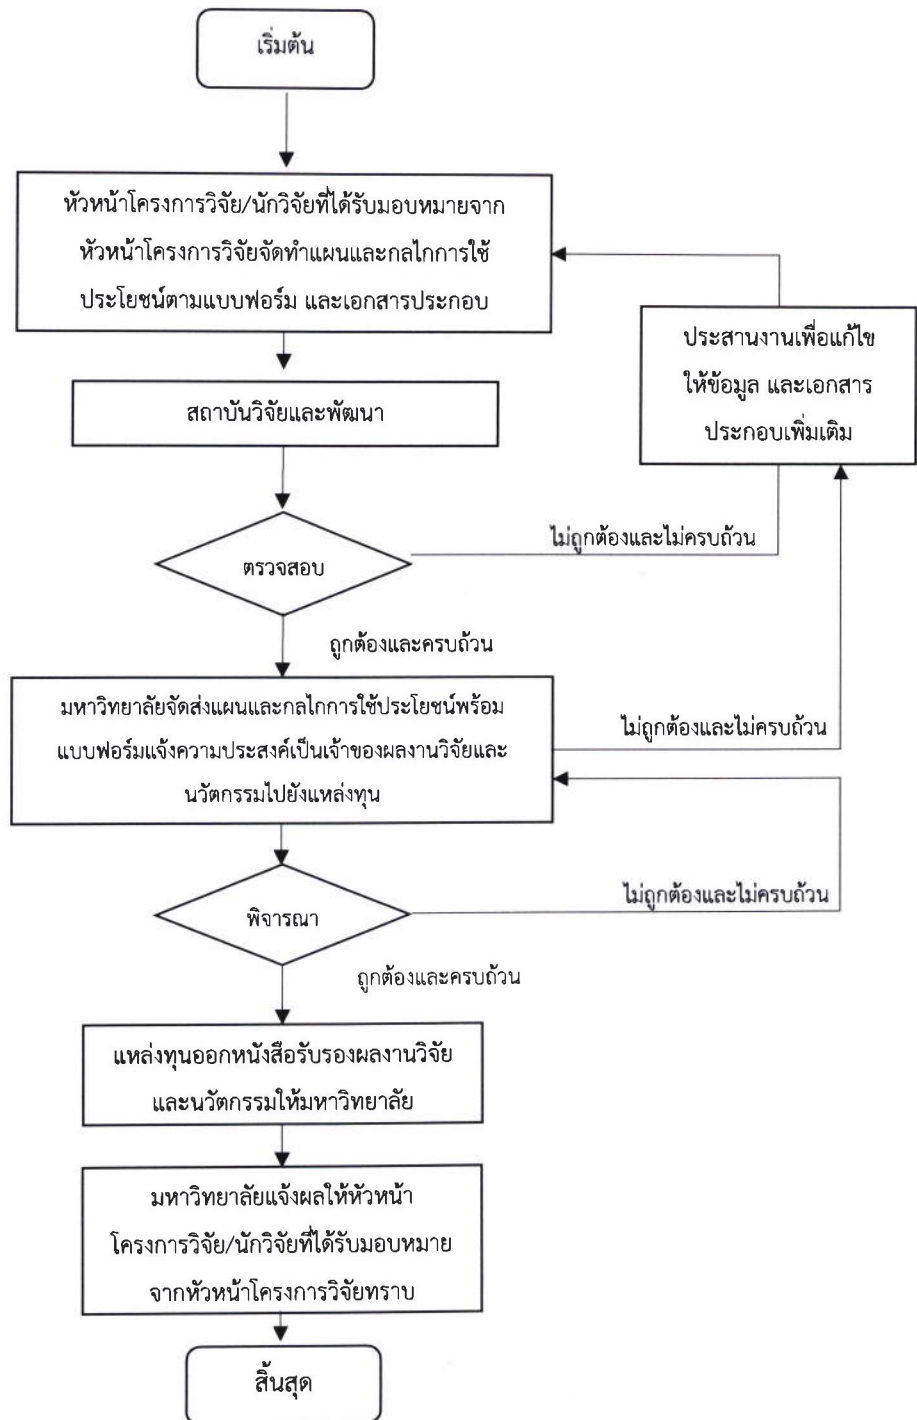 เริ่มต้น
หัวหน้าโครงการวิจัย/นักวิจัยที่ได้รับมอบหมายจาก
หัวหน้าโครงการวิจัยจัดทำแผนและกลไกการใช้
ประโยชน์ตามแบบฟอร์ม และเอกสารประกอบ
ประสานงานเพื่อแก้ไข
ให้ข้อมูล และเอกสาร
ประกอบเพิ่มเติม
สถาบันวิจัยและพัฒนา
ไม่ถูกต้องและไม่ครบถ้วน
ตรวจสอบ
ถูกต้องและครบถ้วน
มหาวิทยาลัยจัดส่งแผนและกลไกการใช้ประโยชน์พร้อม
แบบฟอร์มแจ้งความประสงค์เป็นเจ้าของผลงานวิจัยและ
นวัตกรรมไปยังแหล่งทุน
ไม่ถูกต้องและไม่ครบถ้วน
ไม่ถูกต้องและไม่ครบถ้วน
พิจารณา
ถูกต้องและครบถ้วน
แหล่งทุนออกหนังสือรับรองผลงานวิจัย
และนวัตกรรมให้มหาวิทยาลัย
มหาวิทยาลัยแจ้งผลให้หัวหน้า
โครงการวิจัย/นักวิจัยที่ได้รับมอบหมาย
จากหัวหน้าโครงการวิจัยทราบ
สิ้นสุด